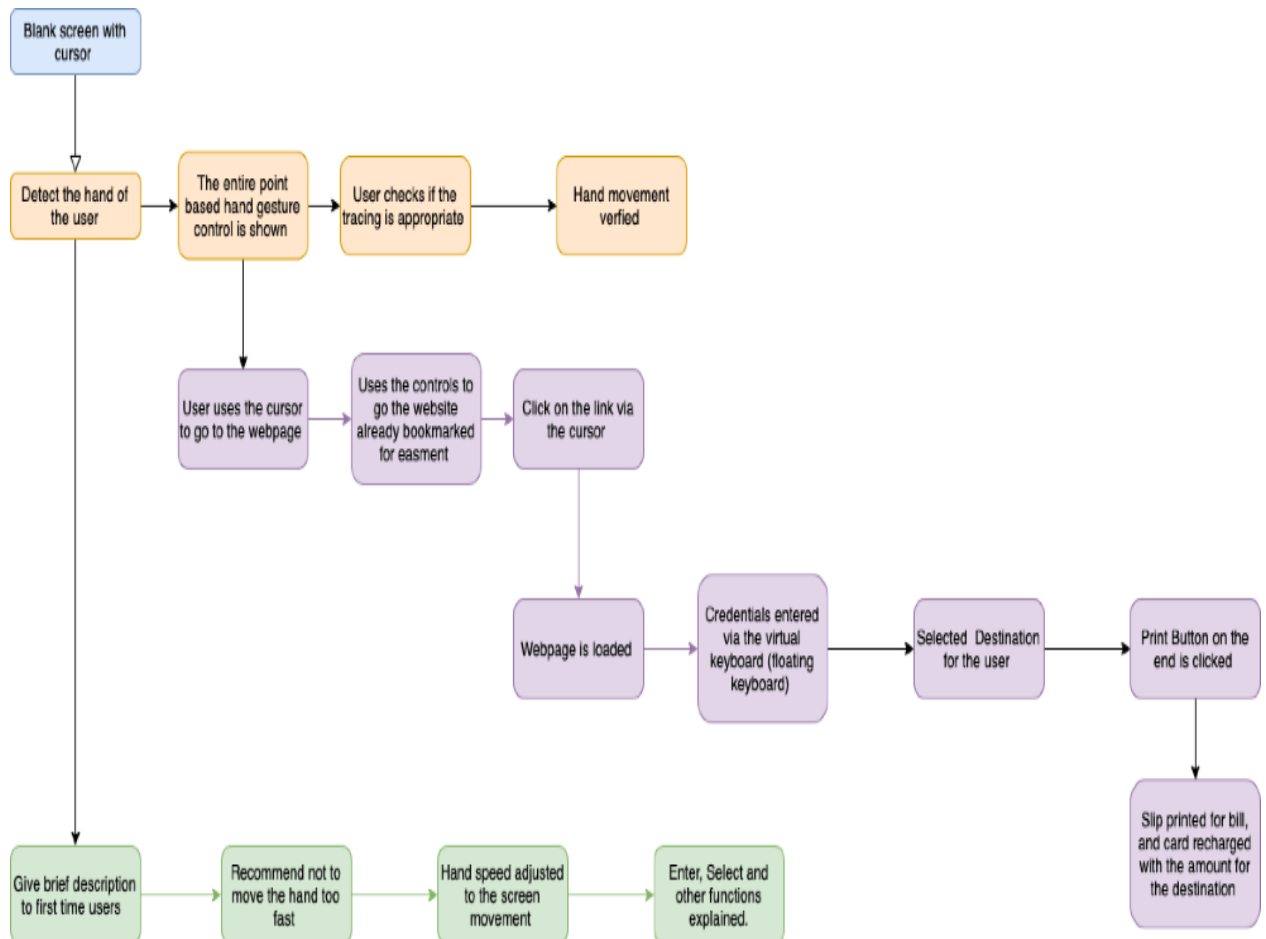 Blank screen with
cursor
Detect the hand of
the user
The entire point
based hand gesture
control is shown
User checks if the
tracing is appropriate
Hand movement
verfied
User uses the cursor
to go to the webpage
Uses the controls to
go the website
already bookmarked
for easment
Click on the link via
the cursor
Webpage is loaded
Credentials entered
via the virtual
keyboard (floating
keyboard)
Selected Destination
for the user
Print Button on the
end is clicked
Slip printed for bill,
and card recharged
with the amount for
the destination
Give brief description
to first time users
Recommend not to
move the hand too
fast
Hand speed adjusted
to the screen
movement
Enter, Select and
other functions
explained.